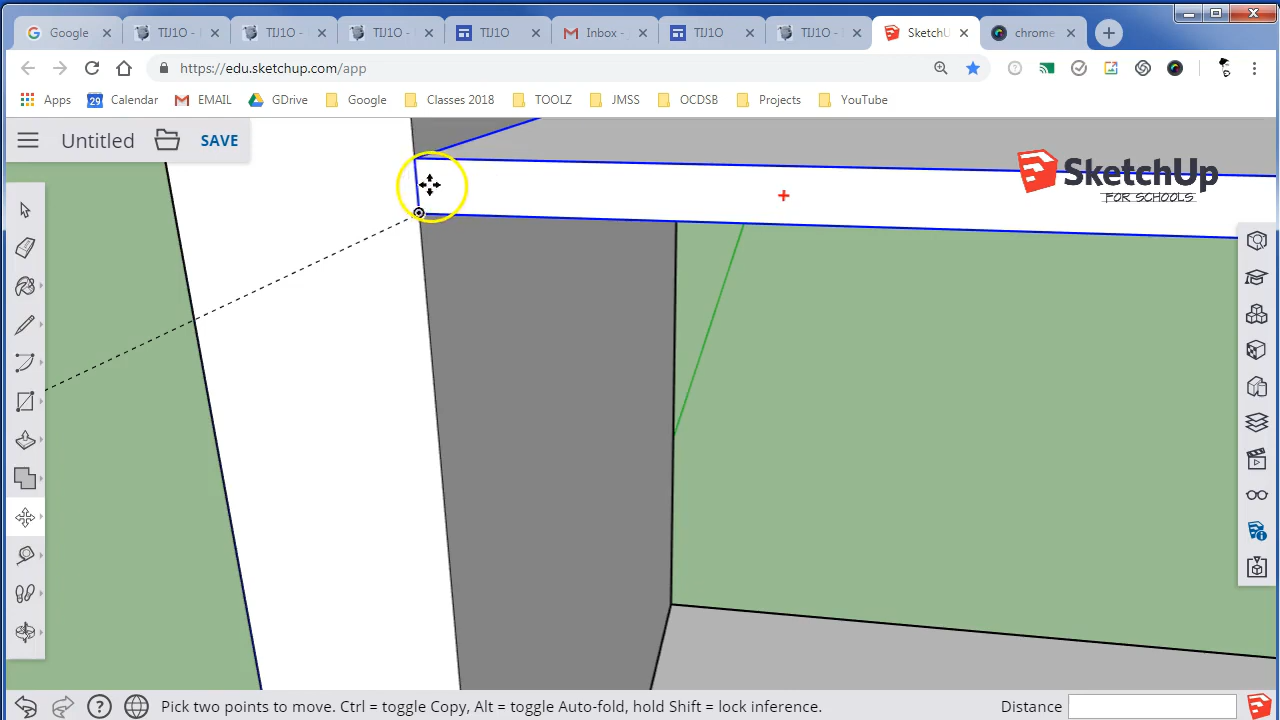 Google TIJ1O - TIJ1O - TIJ1O - TIJ1O Inbox - TIJ1O TIJ1O - SketchU chrome
https://edu.sketchup.com/app
Apps 29 Calendar EMAIL GDrive Google Classes 2018 TOOLZ JMSS OCDSB Projects YouTube
Untitled SAVE
SketchUp
FOR SCHOOLS
Pick two points to move. Ctrl = toggle Copy, Alt = toggle Auto-fold, hold Shift = lock inference. Distance